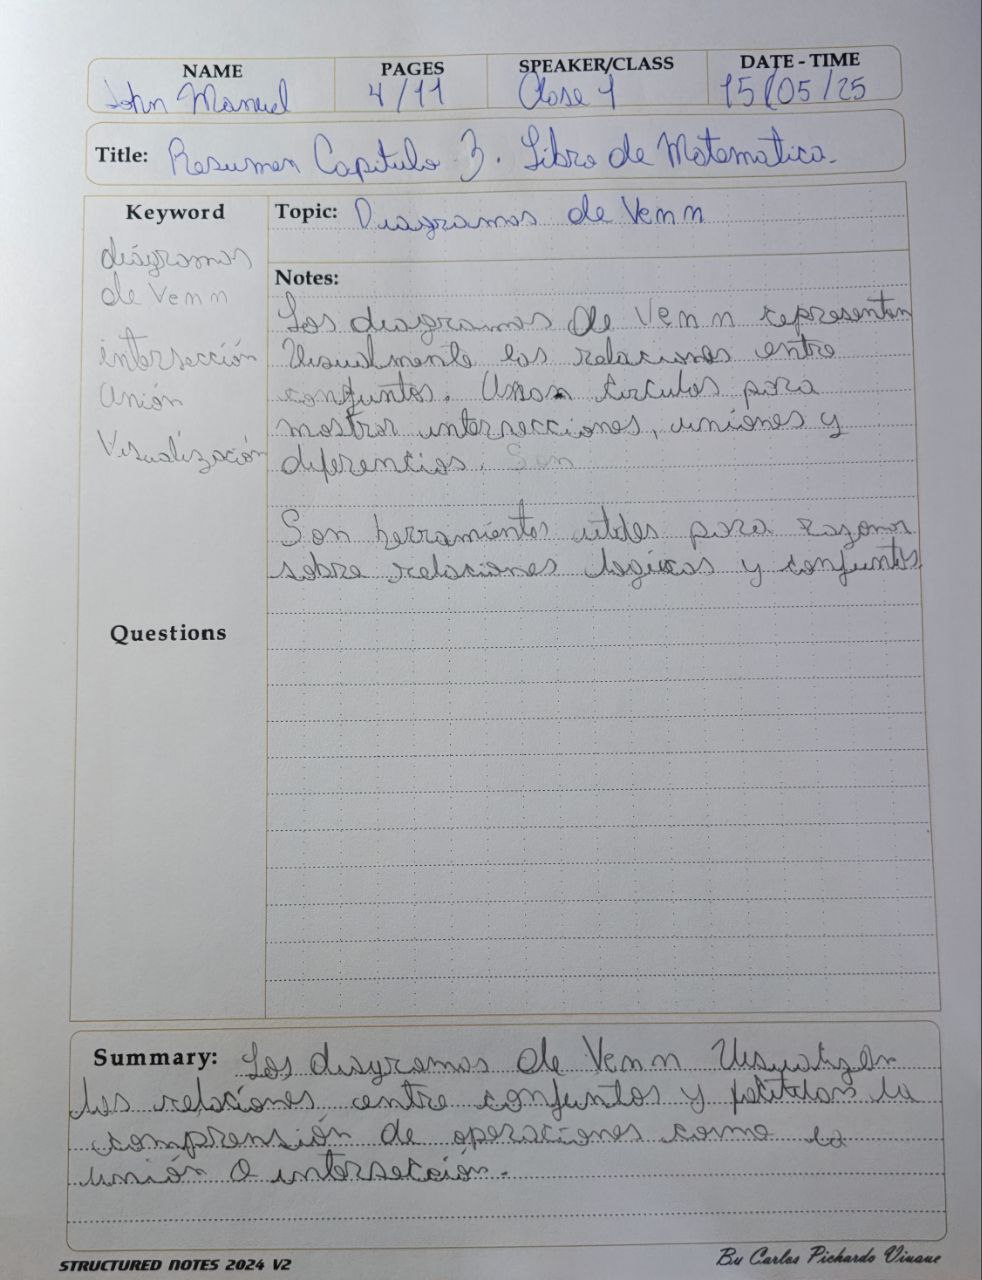 NAME PAGES SPEAKER/CLASS DATE - TIME
John Manuel 4/11 Clase 1 15/05/25
Title: Resumen Capitulo 3. Libro de Matematica.
Keyword
diágramas
de Venn
intersección
Unión
Visualización
Questions
Topic: Diagramas de Venn
Notes:
Los diagramas de Venn representan
Visualmente las relaciones entre
conjuntos. Usan circulos para
mostrar intersecciones, uniones y
diferencias. Son
Son herramientas utiles para razonar
sobre relaciones logicas y conjuntos
Summary: Los diagramas de Venn Visualizan
las relaciones entre conjuntos y facilitan la
comprensión de operaciones como la
unión o intersección.
STRUCTURED NOTES 2024 V2
By Carlos Pichardo Viuque